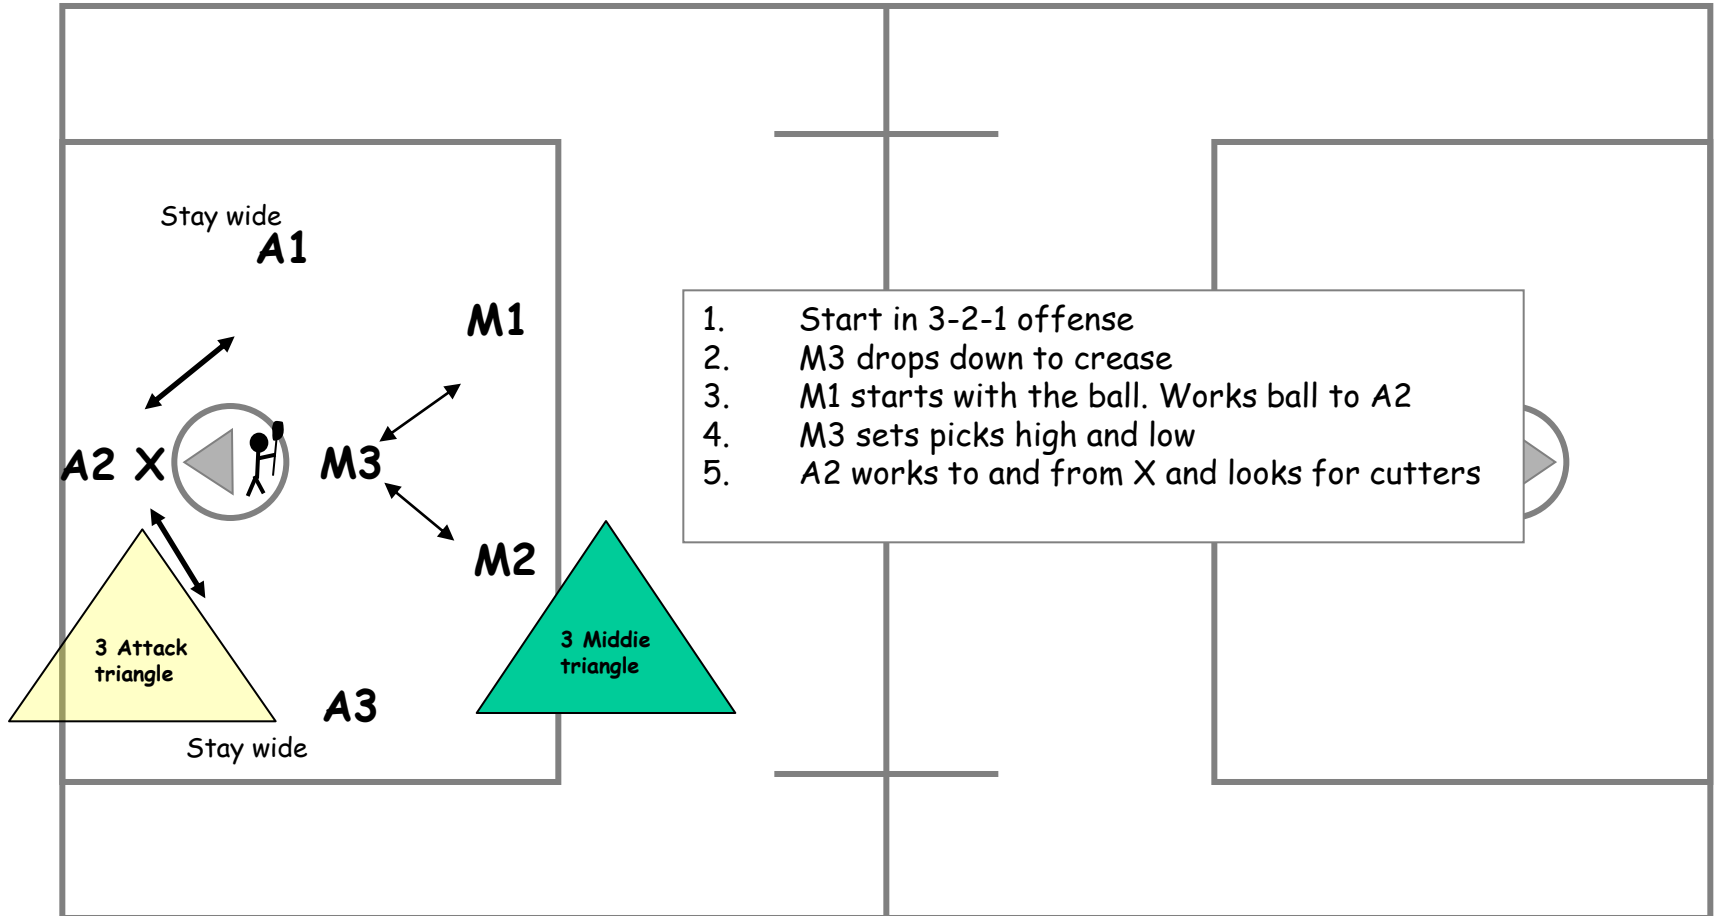 Stay wide
A1
M1
A2 X
M3
M2
3 Attack
triangle
3 Middie
triangle
A3
Stay wide
1. Start in 3-2-1 offense
2. M3 drops down to crease
3. M1 starts with the ball. Works ball to A2
4. M3 sets picks high and low
5. A2 works to and from X and looks for cutters